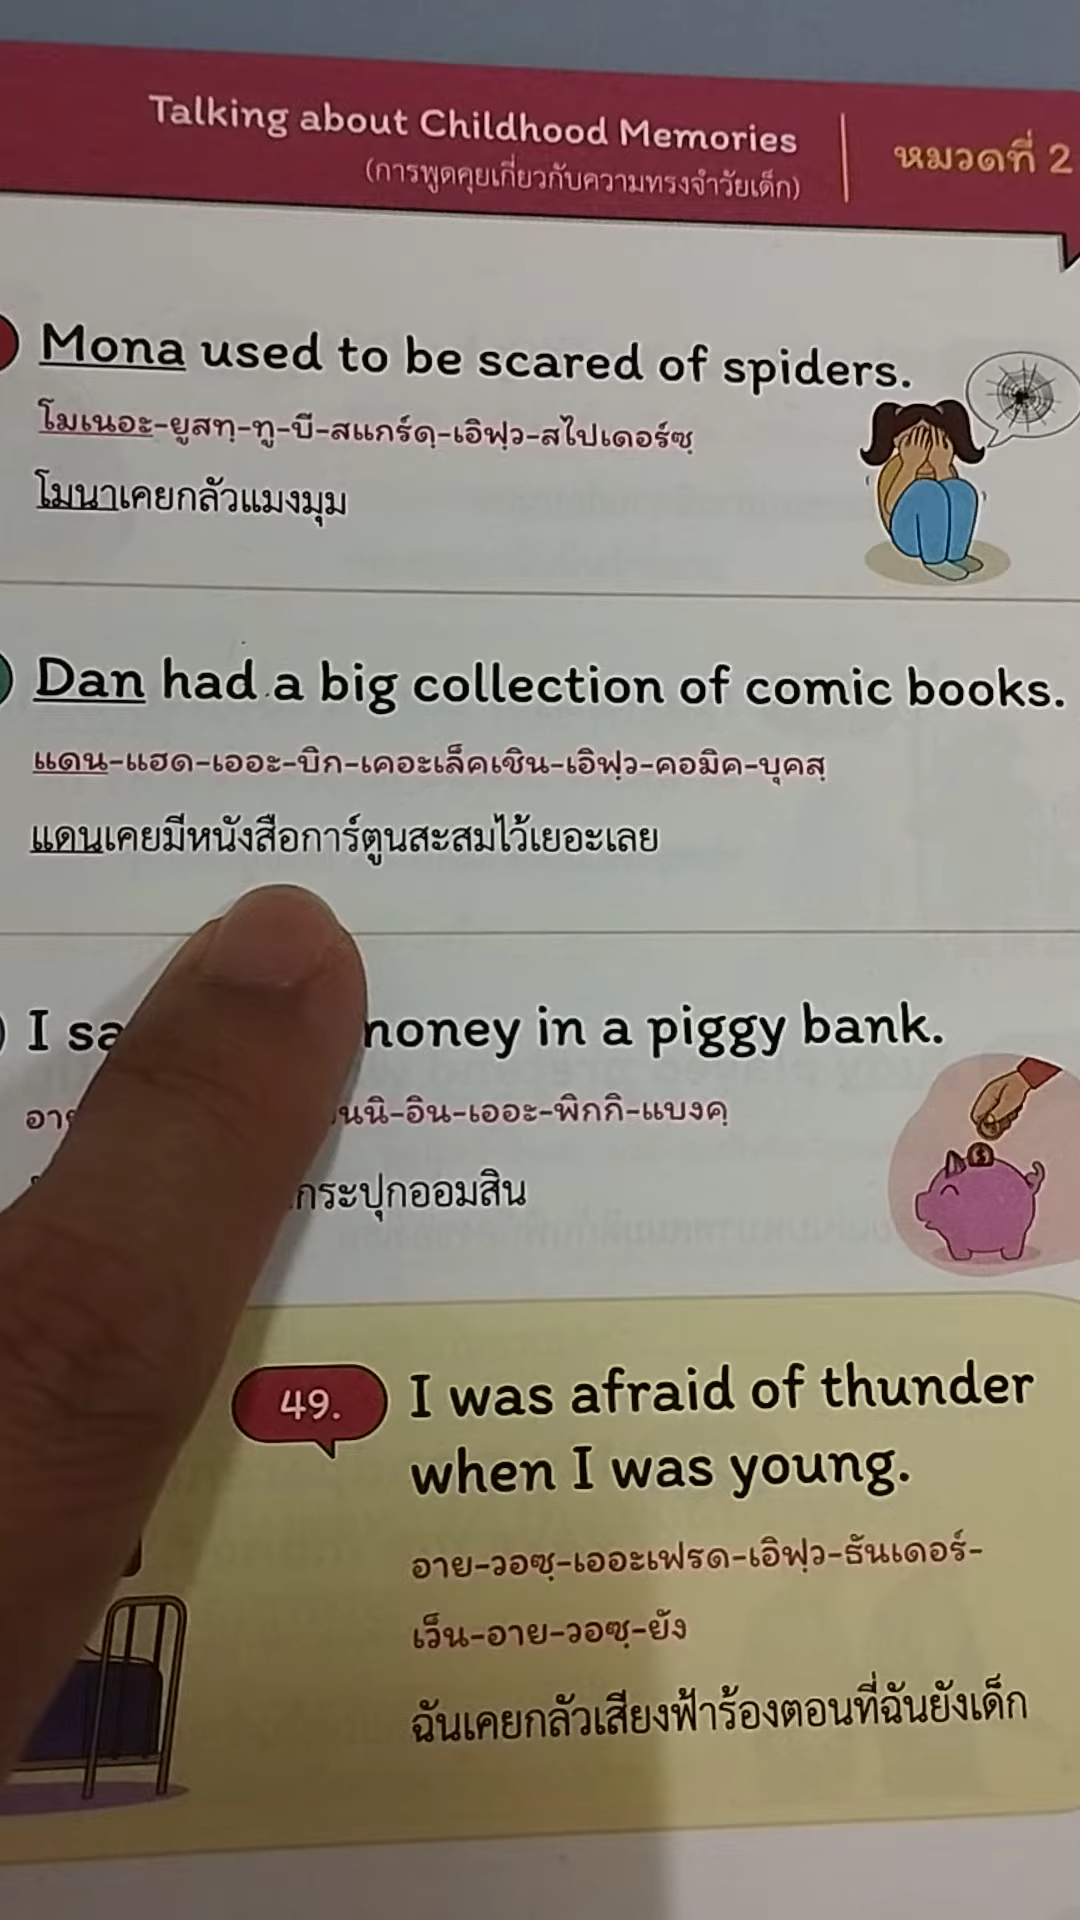 Talking about Childhood Memories
(การพูดคุยเกี่ยวกับความทรงจำวัยเด็ก)
หมวดที่ 2
Mona used to be scared of spiders.
โมเนอะ-ยูสทฺ-ทู-บี-สแกร์ดฺ-เอิฟฺว-สไปเดอร์ซฺ
โมนาเคยกลัวแมงมุม
Dan had a big collection of comic books.
แดน-แฮด-เออะ-บิก-เคอะเล็คเชิน-เอิฟฺว-คอมิค-บุคสฺ
แดนเคยมีหนังสือการ์ตูนสะสมไว้เยอะเลย
I in a piggy bank.
-อิน-เออะ-พิกกิ-แบงคฺ
กระปุกออมสิน
49.
I was afraid of thunder
when I was young.
อาย-วอซฺ-เออะเฟรด-เอิฟฺว-ธันเดอร์-
เว็น-อาย-วอซฺ-ยัง
ฉันเคยกลัวเสียงฟ้าร้องตอนที่ฉันยังเด็ก